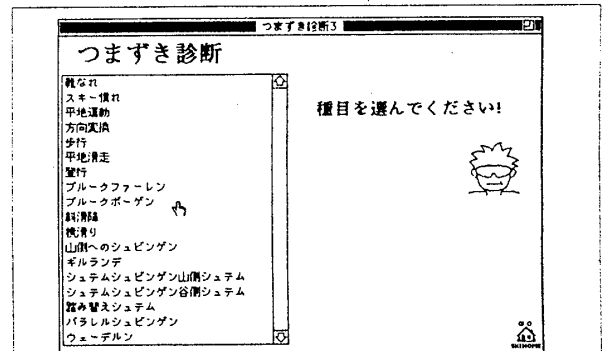 つまずき診断3
つまずき診断
靴なれ
スキー慣れ
平地運動
方向変換
歩行
平地滑走
登行
プルークファーレン
プルークボーゲン
斜滑降
横滑り
山側へのシュビンゲン
ギルランデ
シュテムシュビンゲン山側シュテム
シュテムシュビンゲン谷側シュテム
踏み替えシュテム
パラレルシュビンゲン
ウェーデルン
種目を選んでください!
SKIHOME